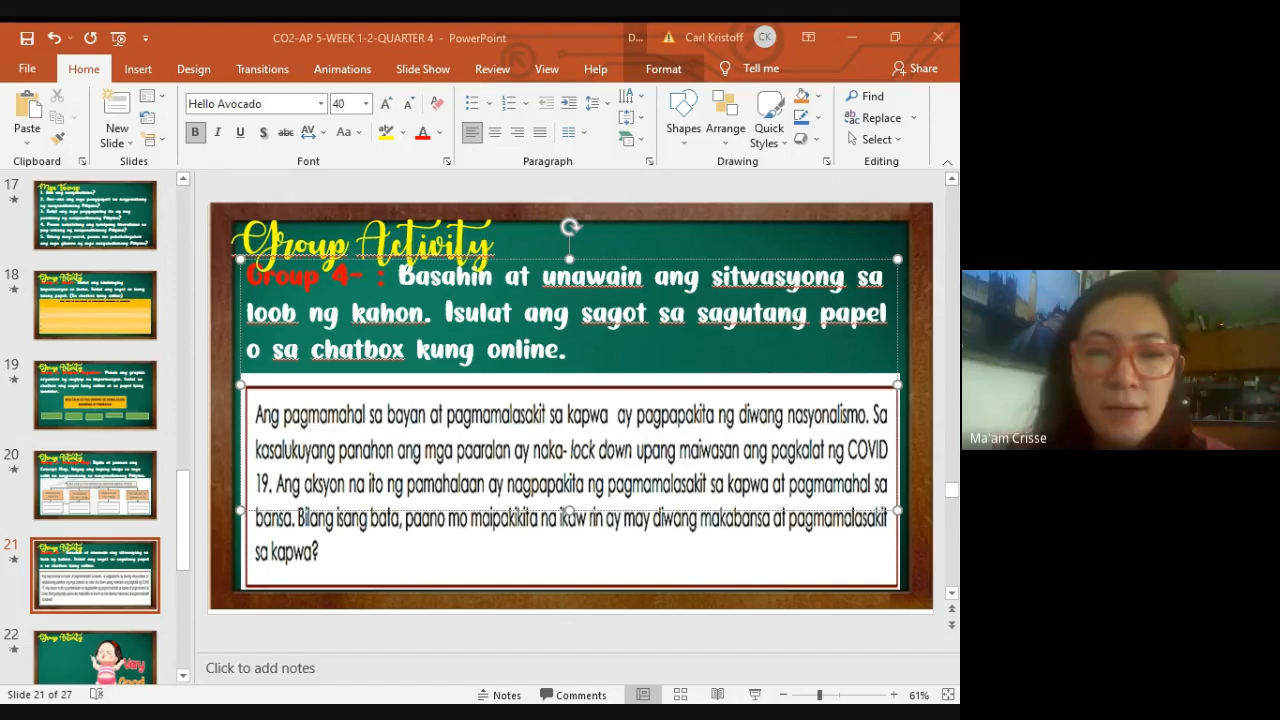 CO2-AP 5-WEEK 1-2-QUARTER 4 - PowerPoint
D...
Carl Kristoff
CK
File
Home
Insert
Design
Transitions
Animations
Slide Show
Review
View
Help
Format
Tell me
Share
Paste
New
Slide
Hello Avocado
40
Shapes
Arrange
Quick
Styles
Find
Replace
Select
Clipboard
Slides
Font
Paragraph
Drawing
Editing
17
18
19
20
21
22
Group Activity
Group 4- : Basahin at unawain ang sitwasyong sa
loob ng kahon. Isulat ang sagot sa sagutang papel
o sa chatbox kung online.
Ang pagmamahal sa bayan at pagmamalasakit sa kapwa ay pagpapakita ng diwang nasyonalismo. Sa
kasalukuyang panahon ang mga paaralan ay naka- lock down upang maiwasan ang pagkalat ng COVID
19. Ang aksyon na ito ng pamahalaan ay nagpapakita ng pagmamalasakit sa kapwa at pagmamahal sa
bansa. Bilang isang bata, paano mo maipakikita na ikaw rin ay may diwang makabansa at pagmamalasakit
sa kapwa?
Ma'am Crisse
Click to add notes
Slide 21 of 27
Notes
Comments
61%